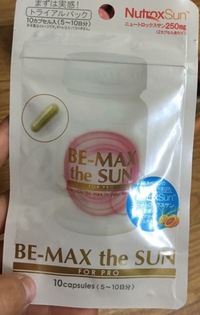 まずは実感!
トライアルパック
10カプセル入(5~10日分)
NutroxSun
ニュートロックスサン250mg
BE-MAX
the SUN
FOR PRO
BE-MAX the SUN
FOR PRO
10capsules (5~10日分)